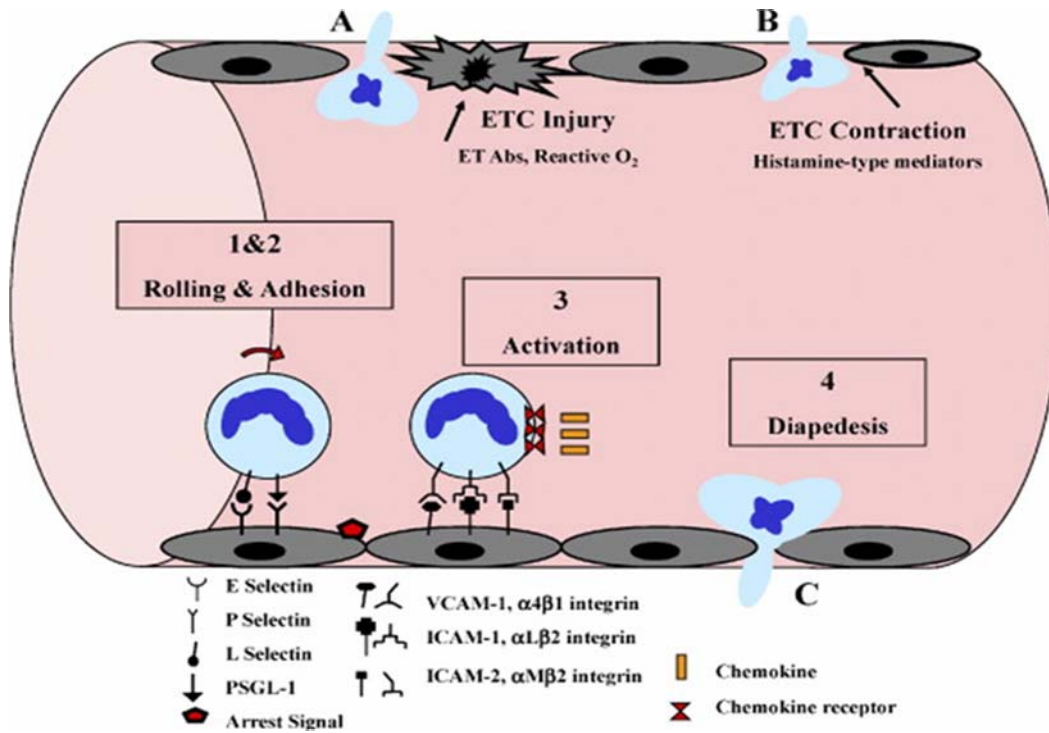 A
B
ETC Injury
ET Abs, Reactive O₂
ETC Contraction
Histamine-type mediators
1&2
Rolling & Adhesion
3
Activation
4
Diapedesis
C
E Selectin
P Selectin
L Selectin
PSGL-1
Arrest Signal
VCAM-1, α4β1 integrin
ICAM-1, αLβ2 integrin
ICAM-2, αMβ2 integrin
Chemokine
Chemokine receptor